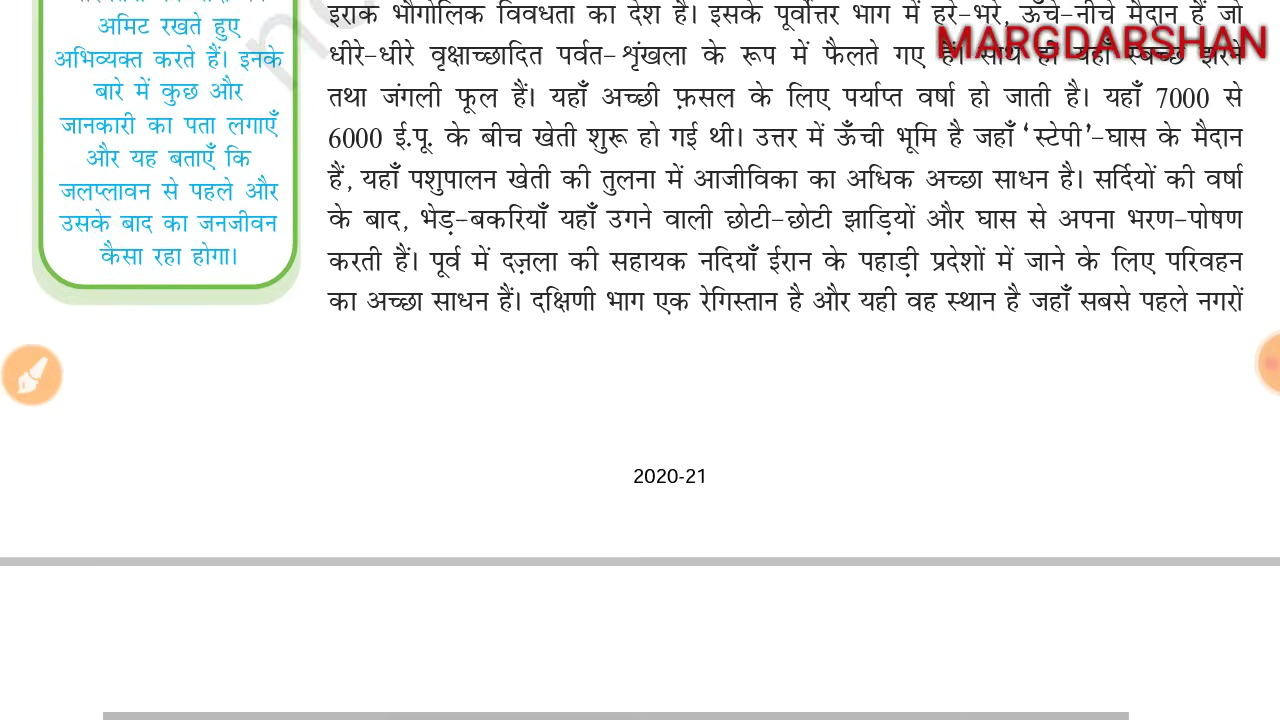 अमिट रखते हुए
अभिव्यक्त करते हैं। इनके
बारे में कुछ और
जानकारी का पता लगाएँ
और यह बताएँ कि
जलप्लावन से पहले और
उसके बाद का जनजीवन
कैसा रहा होगा।
इराक भौगोलिक विविधता का देश है। इसके पूर्वोत्तर भाग में हरे-भरे, ऊँचे-नीचे मैदान हैं जो
धीरे-धीरे वृक्षाच्छादित पर्वत-शृंखला के रूप में फैलते गए हैं। साथ ही यहाँ स्वच्छ झरने
तथा जंगली फूल हैं। यहाँ अच्छी फ़सल के लिए पर्याप्त वर्षा हो जाती है। यहाँ 7000 से
6000 ई.पू. के बीच खेती शुरू हो गई थी। उत्तर में ऊँची भूमि है जहाँ ‘स्टेपी’-घास के मैदान
हैं, यहाँ पशुपालन खेती की तुलना में आजीविका का अधिक अच्छा साधन है। सर्दियों की वर्षा
के बाद, भेड़-बकरियाँ यहाँ उगने वाली छोटी-छोटी झाड़ियों और घास से अपना भरण-पोषण
करती हैं। पूर्व में दज़ला की सहायक नदियाँ ईरान के पहाड़ी प्रदेशों में जाने के लिए परिवहन
का अच्छा साधन हैं। दक्षिणी भाग एक रेगिस्तान है और यही वह स्थान है जहाँ सबसे पहले नगरों
MARGDARSHAN
2020-21